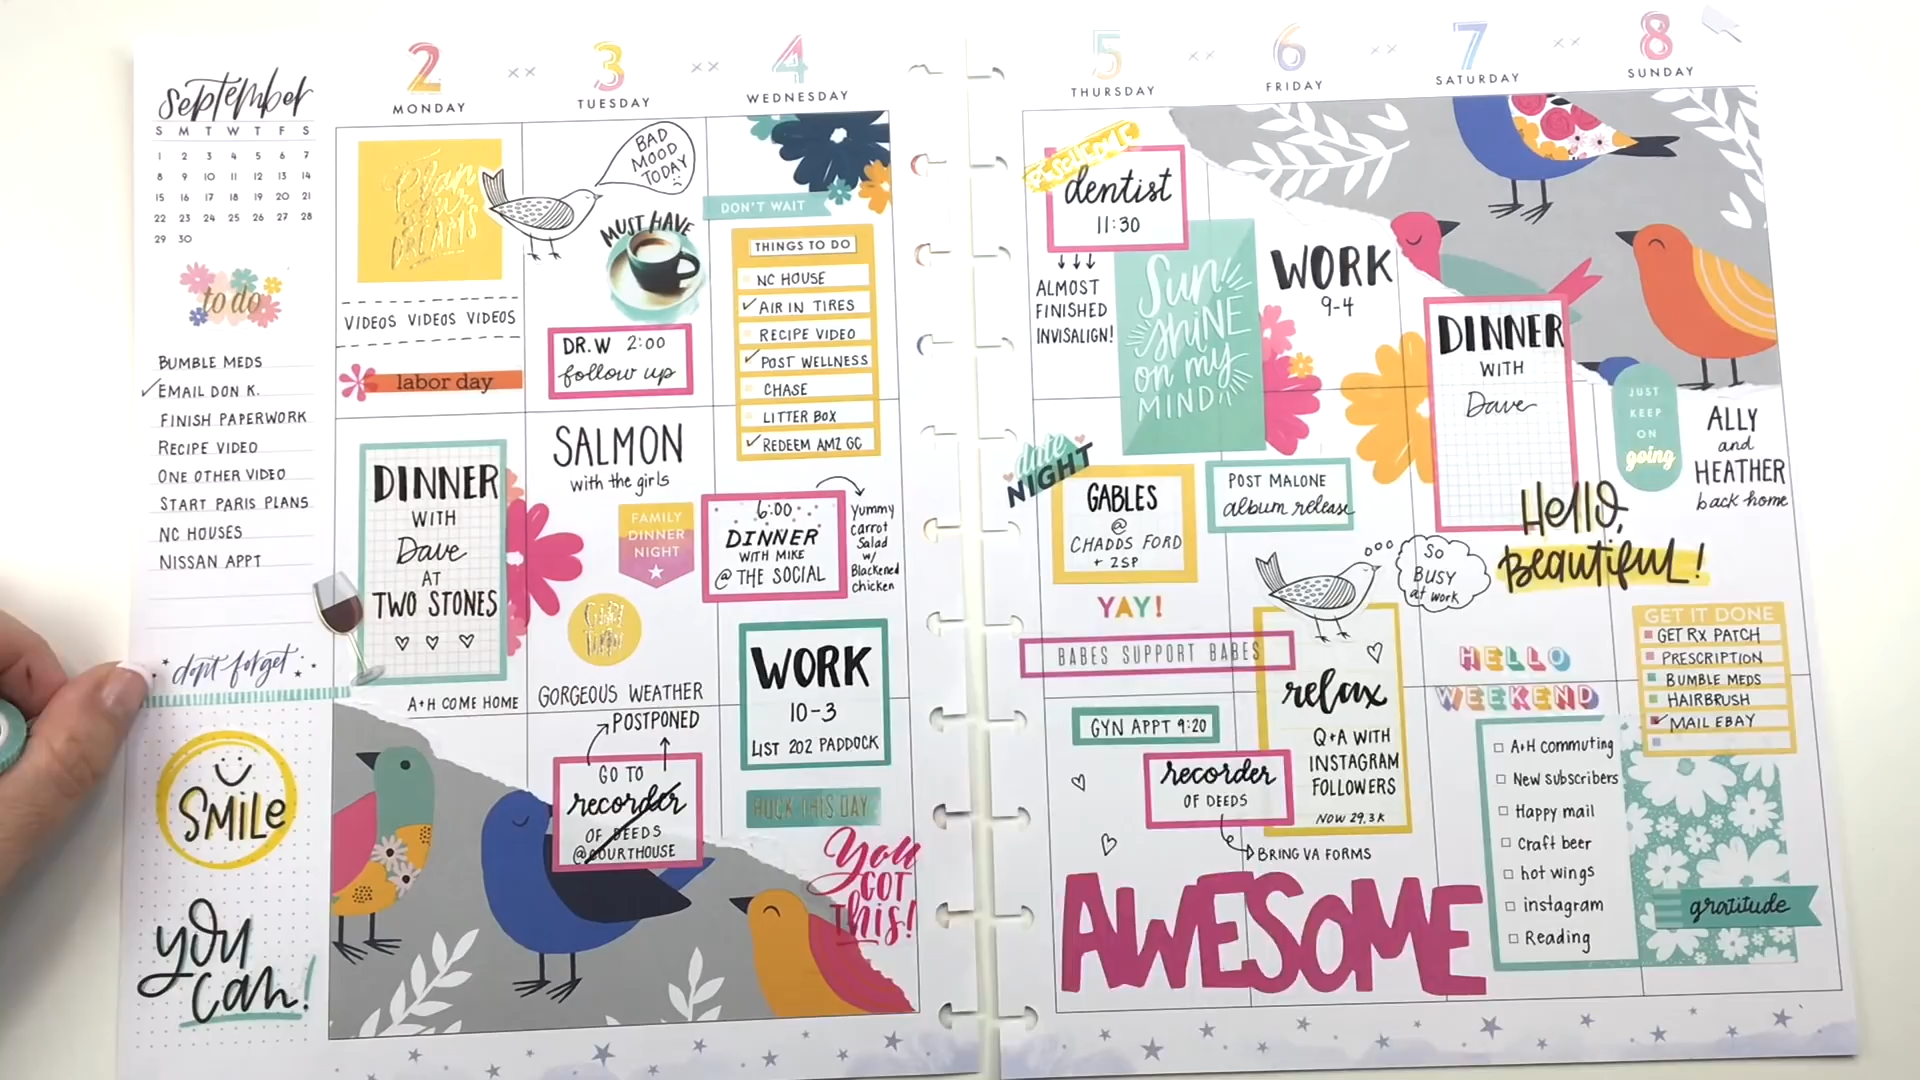 september
S M T W T F S
1 2 3 4 5 6 7
8 9 10 11 12 13 14
15 16 17 18 19 20 21
22 23 24 25 26 27 28
29 30
to do
BUMBLE MEDS
✓ EMAIL DON K.
FINISH PAPERWORK
RECIPE VIDEO
ONE OTHER VIDEO
START PARIS PLANS
NC HOUSES
NISSAN APPT
don't forget
SMILE
you
can!
2
MONDAY
Plan
your
DREAMS
VIDEOS VIDEOS VIDEOS
labor day
DINNER
WITH
Dave
AT
TWO STONES
A+H COME HOME
3
TUESDAY
BAD
MOOD
TODAY
MUST HAVE
DR. W 2:00
follow up
SALMON
with the girls
FAMILY
DINNER
NIGHT
GORGEOUS WEATHER
POSTPONED
GO TO
recorder
OF DEEDS
@COURTHOUSE
4
WEDNESDAY
DON'T WAIT
THINGS TO DO
NC HOUSE
✓ AIR IN TIRES
RECIPE VIDEO
✓ POST WELLNESS
CHASE
LITTER BOX
✓ REDEEM AMZ GC
6:00
DINNER
WITH MIKE
@ THE SOCIAL
Yummy
carrot
Salad
w/
Blackened
chicken
WORK
10-3
LIST 202 PADDOCK
THIS DAY
You
GOT
this!
5
THURSDAY
dentist
11:30
ALMOST
FINISHED
INVISALIGN!
Sun
shine
on my
MIND
date
NIGHT
GABLES
@
CHADDS FORD
+ 2SP
YAY!
BABES SUPPORT BABES
GYN APPT 9:20
recorder
OF DEEDS
BRING VA FORMS
AWESOME
6
FRIDAY
WORK
9-4
POST MALONE
album release
SO
BUSY
at work
relax
Q+A WITH
INSTAGRAM
FOLLOWERS
NOW 29.3K
7
SATURDAY
DINNER
WITH
Dave
Hello,
Beautiful!
HELLO
WEEKEND
A+H commuting
New subscribers
Happy mail
Craft beer
hot wings
instagram
Reading
8
SUNDAY
JUST
KEEP
ON
going
ALLY
and
HEATHER
back home
GET IT DONE
GET RX PATCH
PRESCRIPTION
BUMBLE MEDS
HAIRBRUSH
✓ MAIL EBAY
gratitude